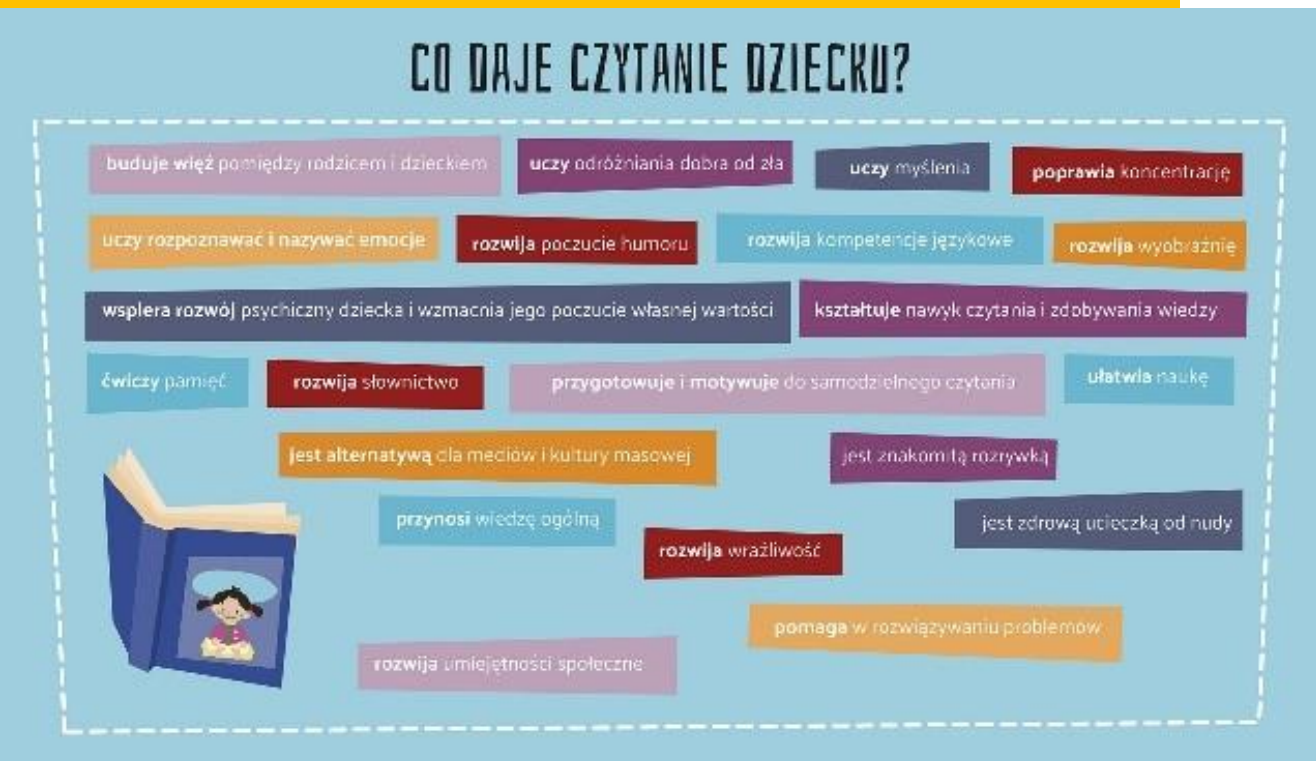 CO DAJE CZYTANIE DZIECKU?
buduje więź pomiędzy rodzicem i dzieckiem
uczy odróżniania dobra od zła
uczy myślenia
poprawia koncentrację
uczy rozpoznawać i nazywać emocje
rozwija poczucie humoru
rozwija kompetencje językowe
rozwija wyobraźnię
wspiera rozwój psychiczny dziecka i wzmacnia jego poczucie własnej wartości
kształtuje nawyk czytania i zdobywania wiedzy
ćwiczy pamięć
rozwija słownictwo
przygotowuje i motywuje do samodzielnego czytania
ułatwia naukę
jest alternatywą dla mediów i kultury masowej
jest znakomitą rozrywką
przynosi wiedzę ogólną
jest zdrową ucieczką od nudy
rozwija wrażliwość
pomaga w rozwiązywaniu problemów
rozwija umiejętności społeczne